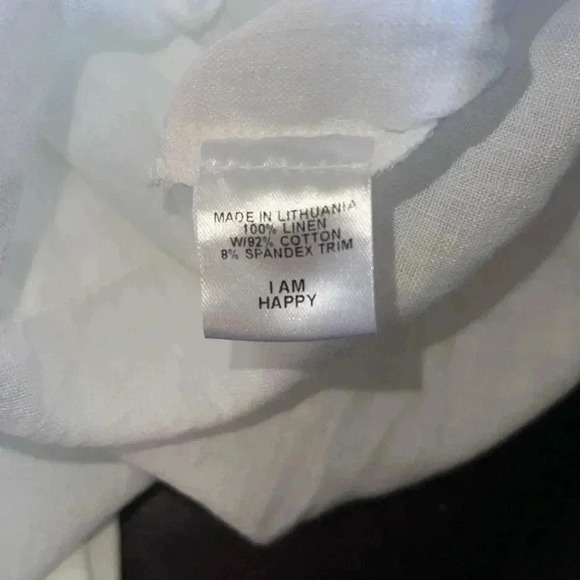 MADE IN LITHUANIA
100% LINEN
W/92% COTTON
8% SPANDEX TRIM
I AM
HAPPY